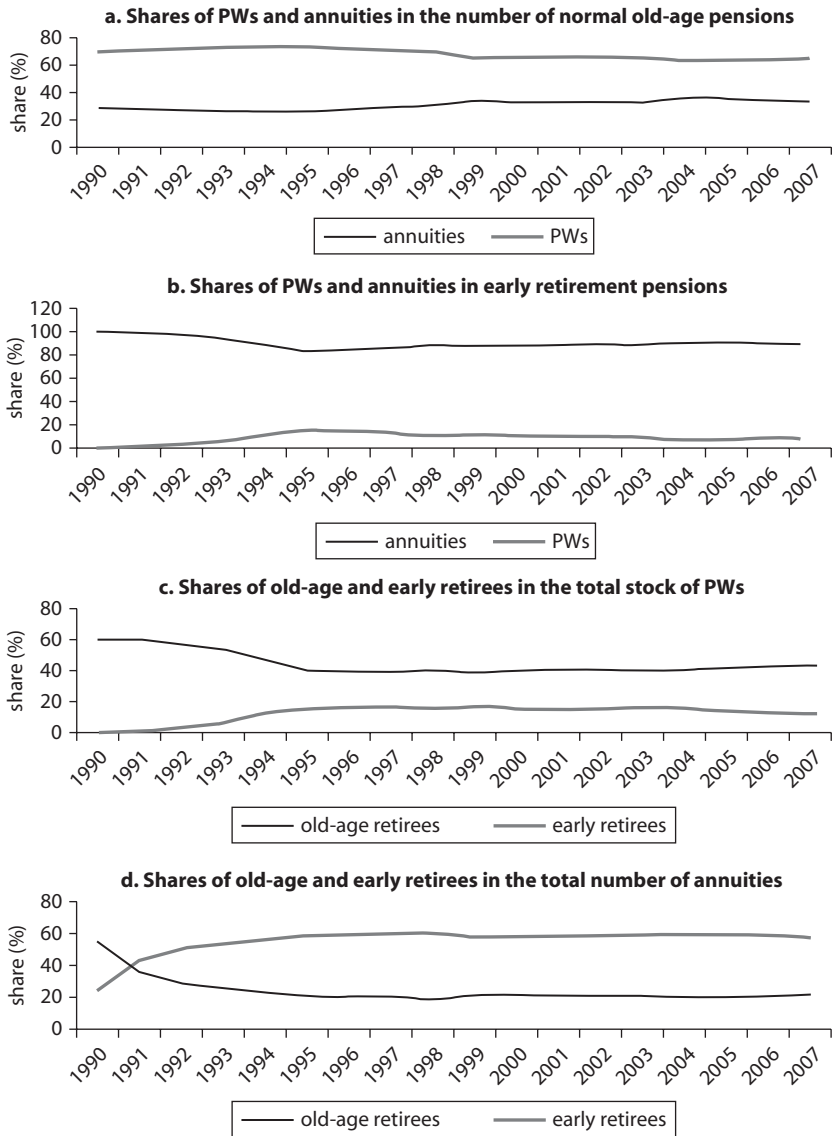 a. Shares of PWs and annuities in the number of normal old-age pensions
80
60
40
20
0
share (%)
1990 1991 1992 1993 1994 1995 1996 1997 1998 1999 2000 2001 2002 2003 2004 2005 2006 2007
annuities PWs
b. Shares of PWs and annuities in early retirement pensions
120
100
80
60
40
20
0
share (%)
1990 1991 1992 1993 1994 1995 1996 1997 1998 1999 2000 2001 2002 2003 2004 2005 2006 2007
annuities PWs
c. Shares of old-age and early retirees in the total stock of PWs
80
60
40
20
0
share (%)
1990 1991 1992 1993 1994 1995 1996 1997 1998 1999 2000 2001 2002 2003 2004 2005 2006 2007
old-age retirees early retirees
d. Shares of old-age and early retirees in the total number of annuities
80
60
40
20
0
share (%)
1990 1991 1992 1993 1994 1995 1996 1997 1998 1999 2000 2001 2002 2003 2004 2005 2006 2007
old-age retirees early retirees